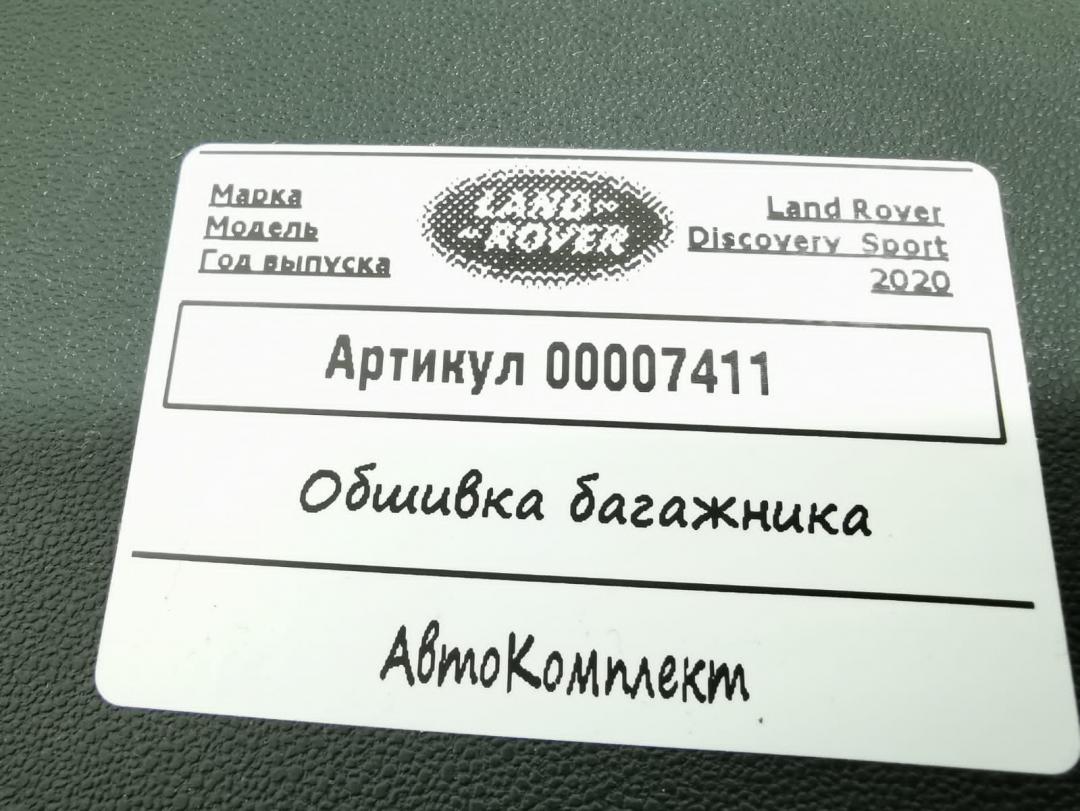 Марка
Модель
Год выпуска
LAND
ROVER
Land Rover
Discovery Sport
2020
Артикул 00007411
Обшивка багажника
АвтоКомплект